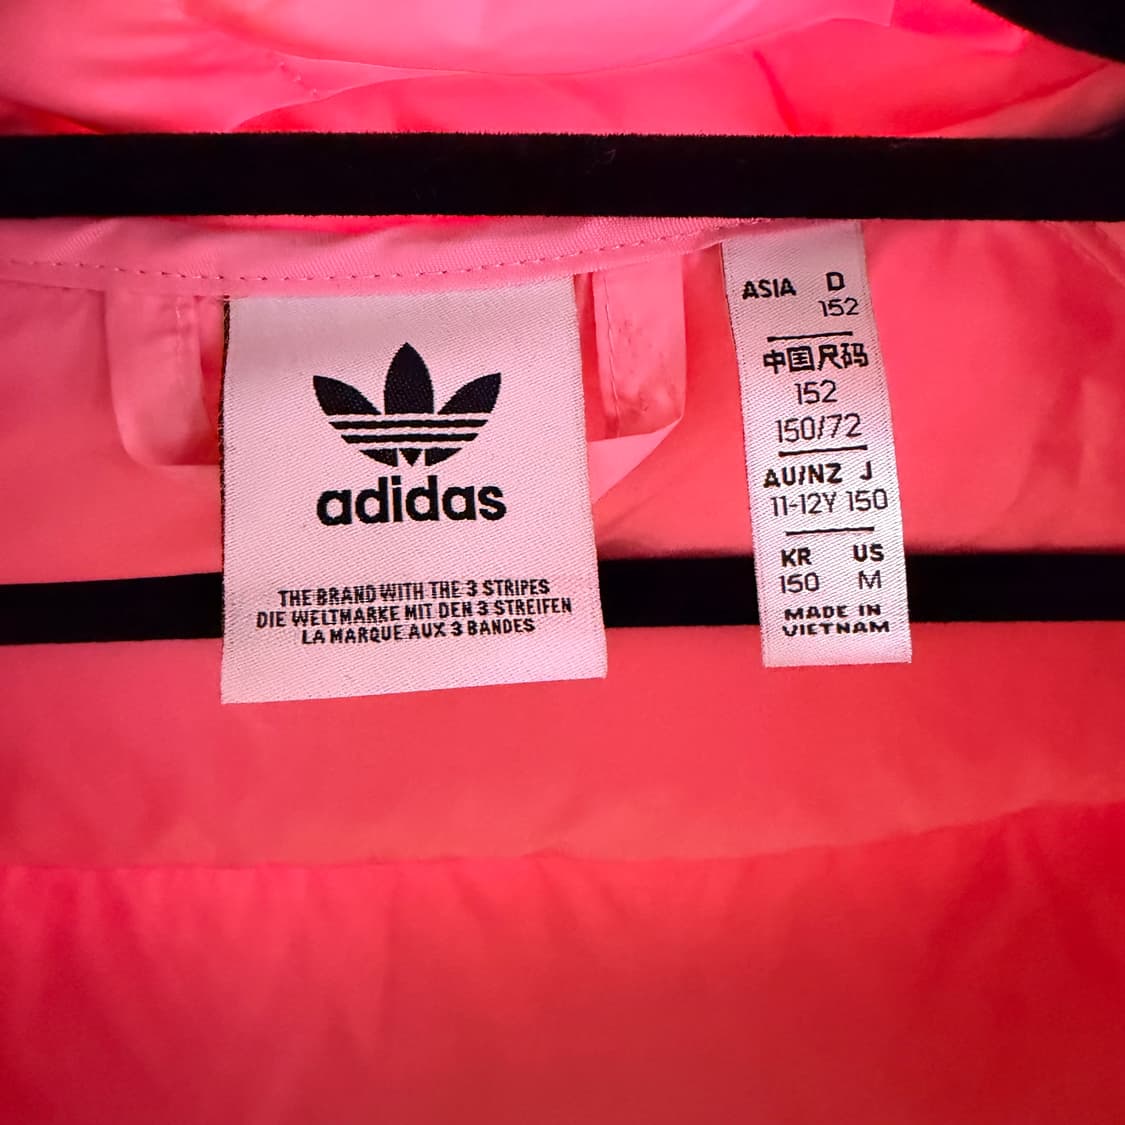 adidas
THE BRAND WITH THE 3 STRIPES
DIE WELTMARKE MIT DEN 3 STREIFEN
LA MARQUE AUX 3 BANDES
ASIA D
152
中国尺码
152
150/72
AU/NZ J
11-12Y 150
KR US
150 M
MADE IN
VIETNAM